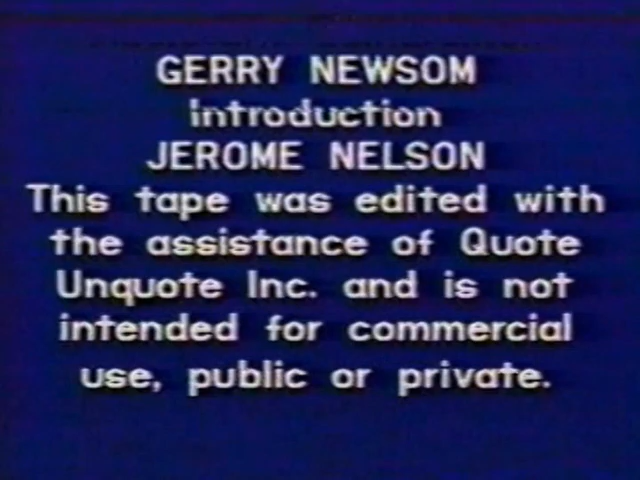 GERRY NEWSOM
introduction
JEROME NELSON
This tape was edited with
the assistance of Quote
Unquote Inc. and is not
intended for commercial
use, public or private.